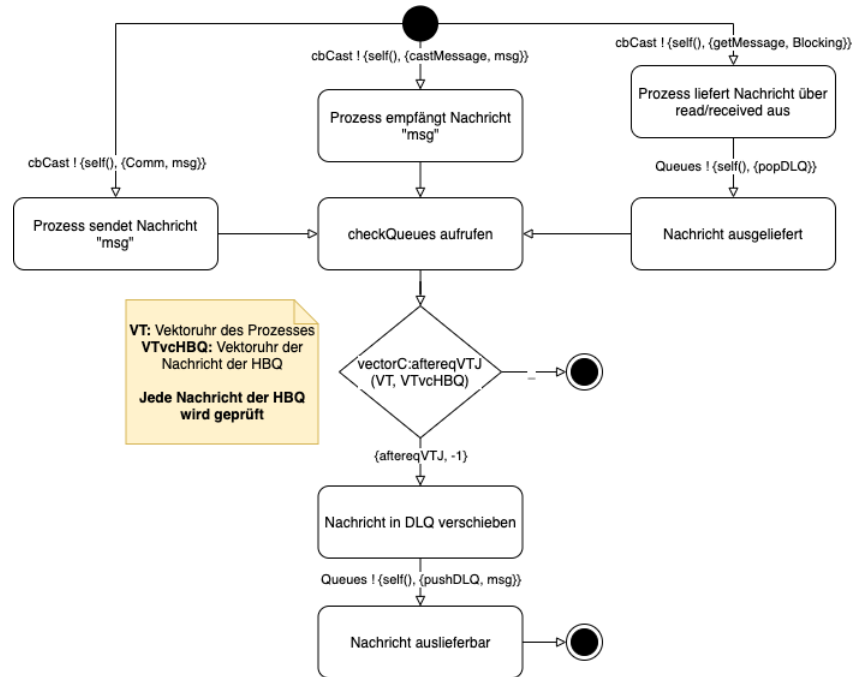 cbCast ! {self(), {castMessage, msg}}
cbCast ! {self(), {getMessage, Blocking}
Prozess empfängt Nachricht
"msg"
Prozess liefert Nachricht über
read/received aus
cbCast ! {self(), {Comm, msg}}
Queues ! {self(), {popDLQ}}
Prozess sendet Nachricht
"msg"
checkQueues aufrufen
Nachricht ausgeliefert
VT: Vektoruhr des Prozesses
VTvcHBQ: Vektoruhr der
Nachricht der HBQ
Jede Nachricht der HBQ
wird geprüft
vectorC:aftereqVTJ
(VT, VTvcHBQ)
_
{aftereqVTJ, -1}
Nachricht in DLQ verschieben
Queues ! {self(), {pushDLQ, msg}}
Nachricht auslieferbar